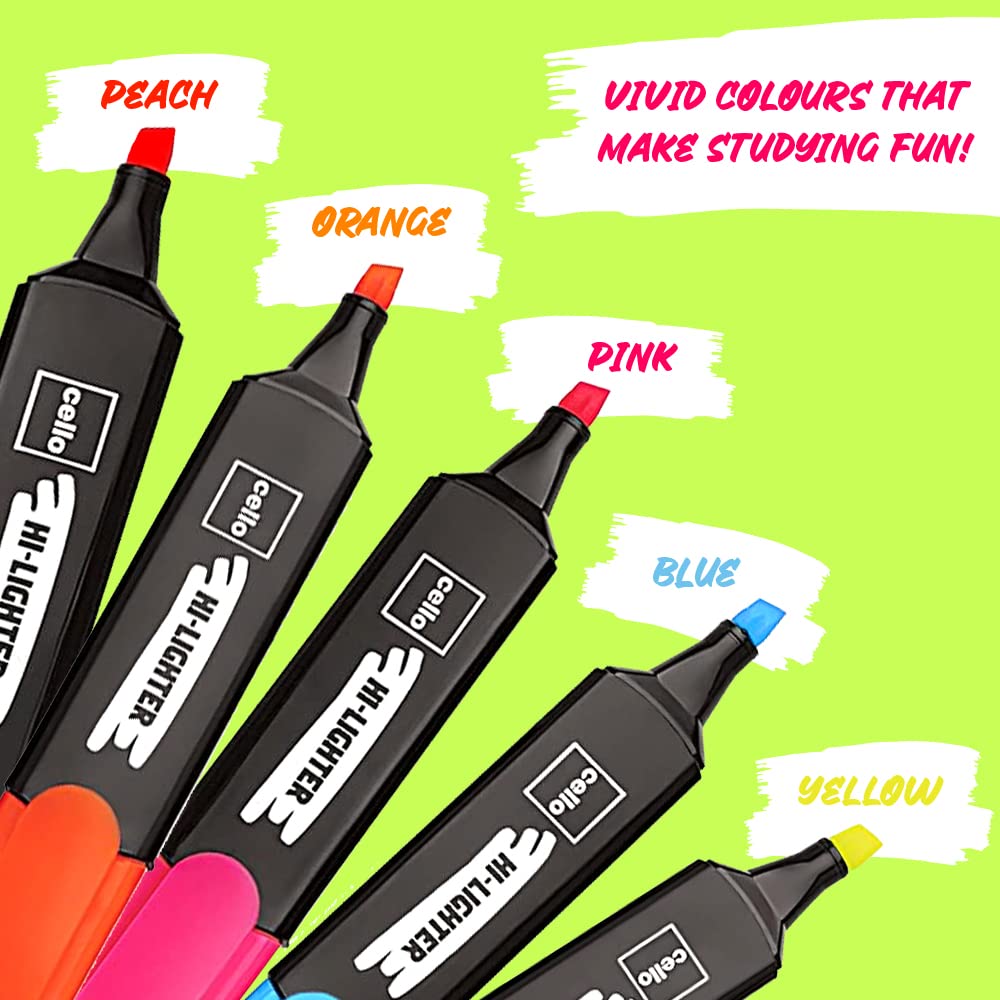 PEACH
VIVID COLOURS THAT
MAKE STUDYING FUN!
ORANGE
PINK
BLUE
YELLOW
cello
HI-LIGHTER
cello
HI-LIGHTER
cello
HI-LIGHTER
cello
HI-LIGHTER
cello